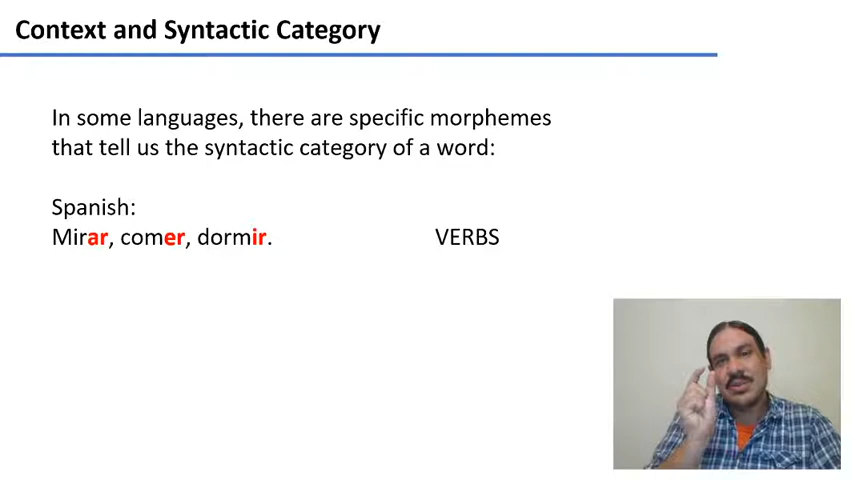 Context and Syntactic Category
In some languages, there are specific morphemes
that tell us the syntactic category of a word:
Spanish:
Mirar, comer, dormir. VERBS